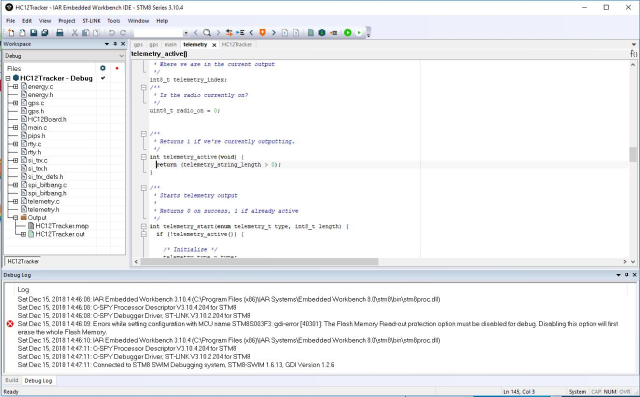 HC12Tracker - IAR Embedded Workbench IDE - STM8 Series 3.10.4
File Edit View Project ST-LINK Tools Window Help
Workspace
Debug
Files
HC12Tracker - Debug
energy.c
energy.h
gps.c
gps.h
HC12Board.h
main.c
pips.h
rtty.c
rtty.h
si_trx.c
si_trx.h
si_trx_defs.h
spi_bitbang.c
spi_bitbang.h
telemetry.c
telemetry.h
Output
HC12Tracker.map
HC12Tracker.out
HC12Tracker
gps gps main telemetry x HC12Tracker
telemetry_active()
f()
* Where we are in the current output
*/
int8_t telemetry_index;
/**
* Is the radio currently on?
*/
uint8_t radio_on = 0;
/**
* Returns 1 if we're currently outputting.
*/
int telemetry_active(void) {
return (telemetry_string_length > 0);
}
/**
* Starts telemetry output
*
* Returns 0 on success, 1 if already active
*/
int telemetry_start(enum telemetry_t type, int8_t length) {
if (!telemetry_active()) {
/* Initialise */
telemetry_type = type;
Debug Log
Log
Sat Dec 15, 2018 14:46:08: IAR Embedded Workbench 3.10.4 (C:\Program Files (x86)\IAR Systems\Embedded Workbench 8.0\stm8\bin\stm8proc.dll)
Sat Dec 15, 2018 14:46:08: C-SPY Processor Descriptor V3.10.4.204 for STM8
Sat Dec 15, 2018 14:46:08: C-SPY Debugger Driver, ST-LINK V3.10.2.204 for STM8
Sat Dec 15, 2018 14:46:09: Errors while setting configuration with MCU name STM8S003F3: gdi-error [40301]: The Flash Memory Read-out protection option must be disabled for debug. Disabling this option will first
erase the whole Flash Memory.
Sat Dec 15, 2018 14:46:10: IAR Embedded Workbench 3.10.4 (C:\Program Files (x86)\IAR Systems\Embedded Workbench 8.0\stm8\bin\stm8proc.dll)
Sat Dec 15, 2018 14:47:11: C-SPY Processor Descriptor V3.10.4.204 for STM8
Sat Dec 15, 2018 14:47:11: C-SPY Debugger Driver, ST-LINK V3.10.2.204 for STM8
Sat Dec 15, 2018 14:47:11: Connected to STM8 SWIM Debugging system, STM8-SWIM 1.6.13, GDI Version 1.2.6
Build Debug Log
Ready Ln 145, Col 3 System CAP NUM OVR